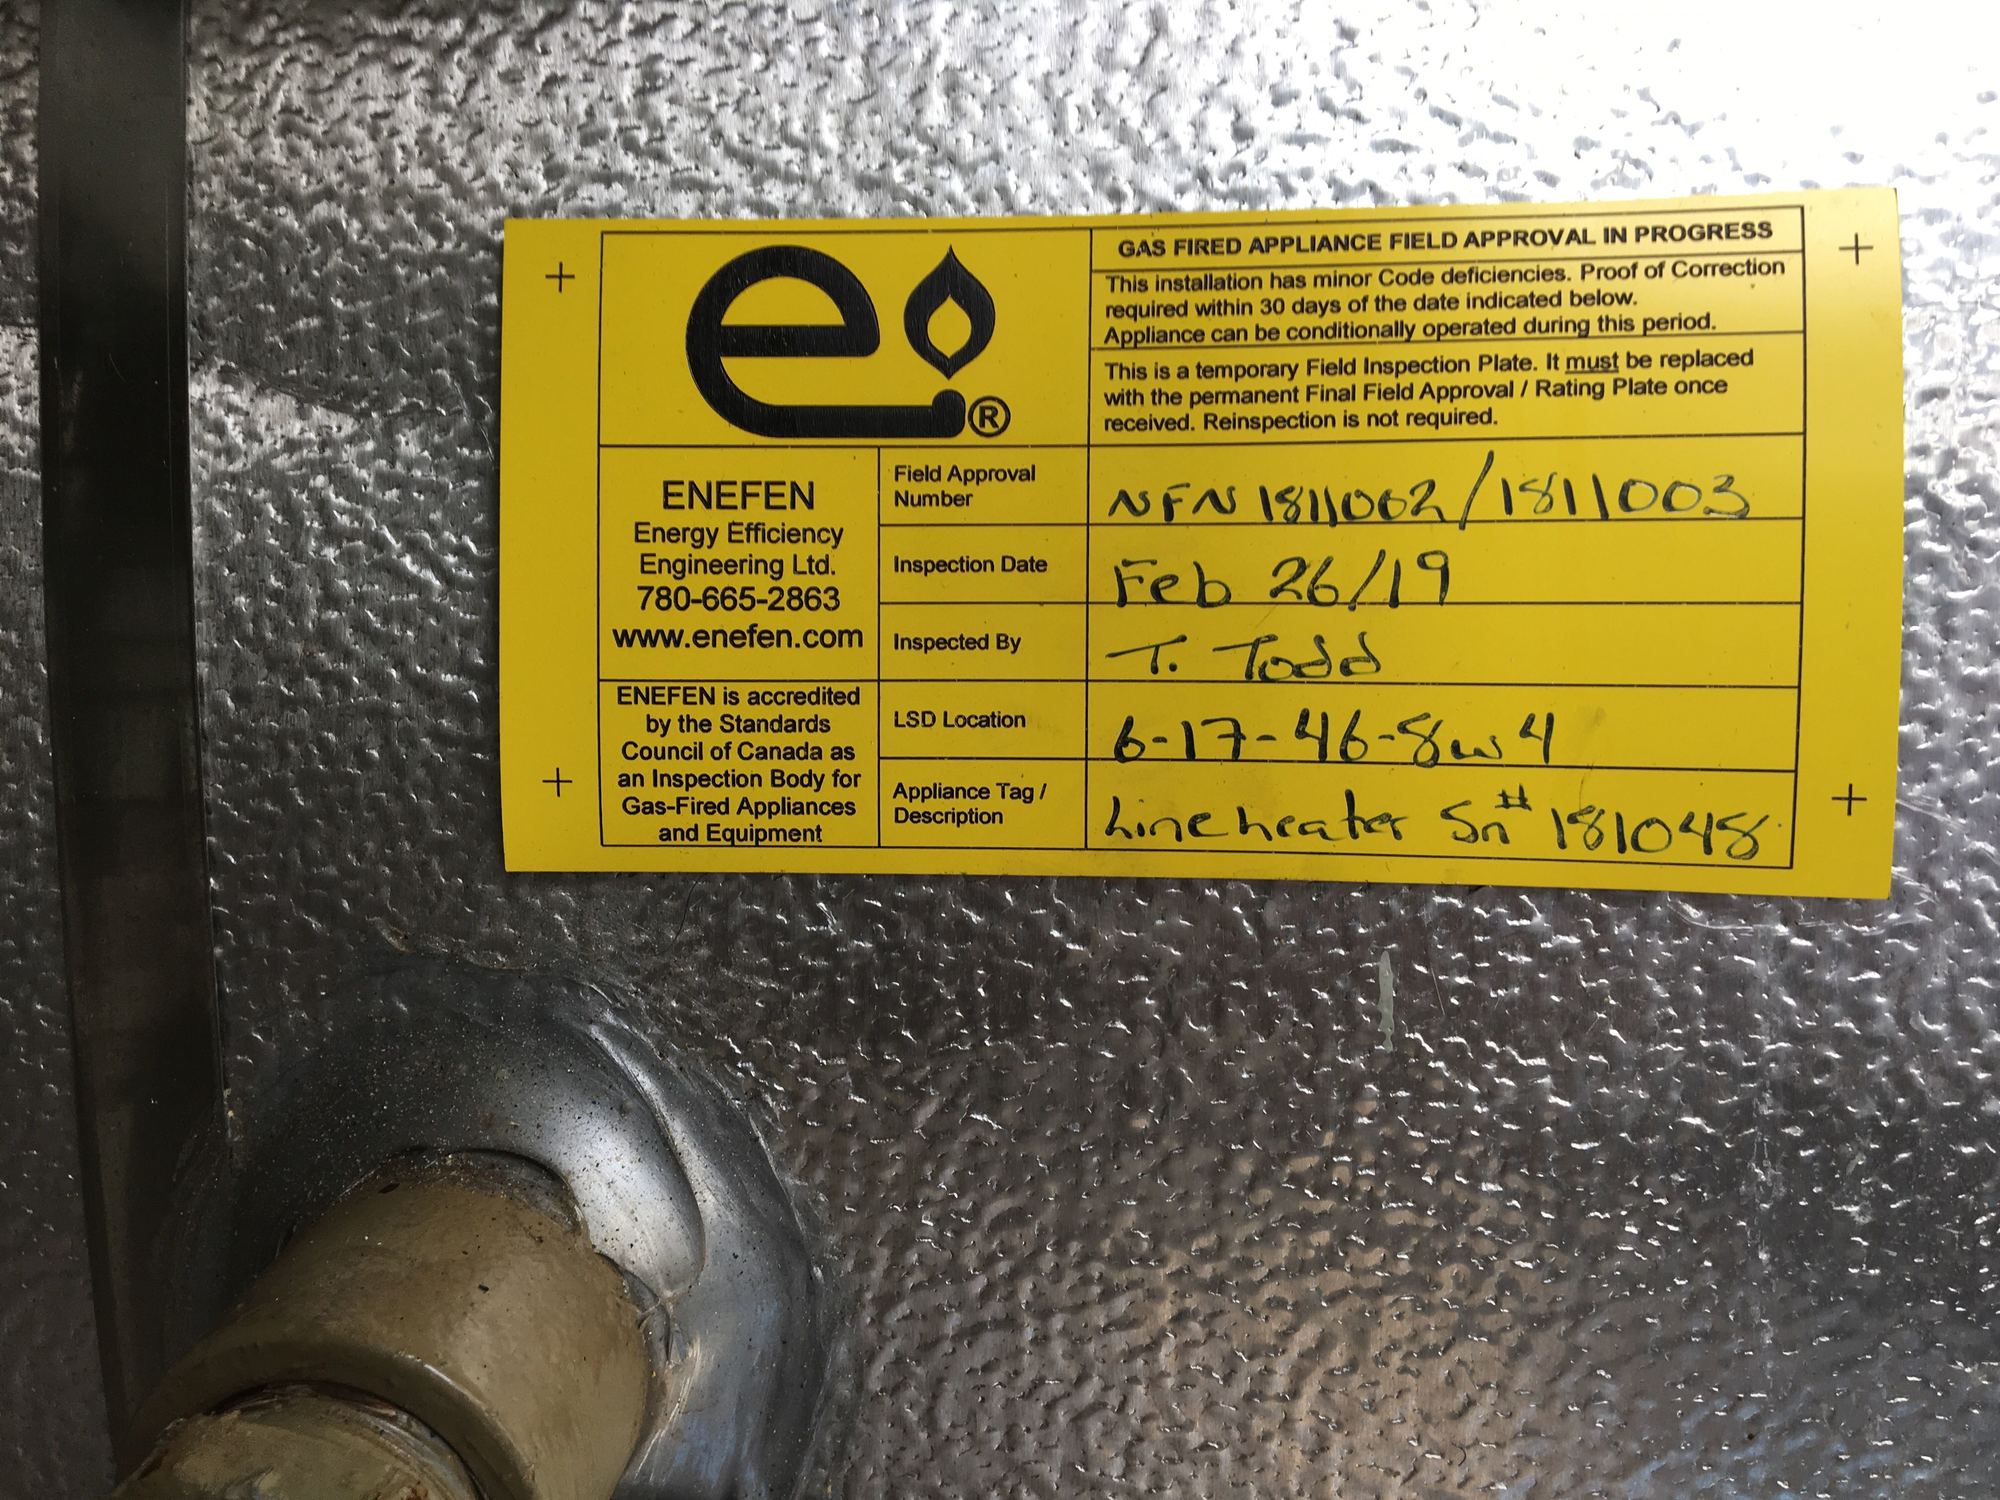 e®
GAS FIRED APPLIANCE FIELD APPROVAL IN PROGRESS
This installation has minor Code deficiencies. Proof of Correction
required within 30 days of the date indicated below.
Appliance can be conditionally operated during this period.
This is a temporary Field Inspection Plate. It must be replaced
with the permanent Final Field Approval / Rating Plate once
received. Reinspection is not required.
ENEFEN
Energy Efficiency
Engineering Ltd.
780-665-2863
www.enefen.com
ENEFEN is accredited
by the Standards
Council of Canada as
an Inspection Body for
Gas-Fired Appliances
and Equipment
Field Approval
Number
NFN 1811002/1811003
Inspection Date
Feb 26/19
Inspected By
T. Todd
LSD Location
6-17-46-8w4
Appliance Tag /
Description
Line heater Sn# 181048